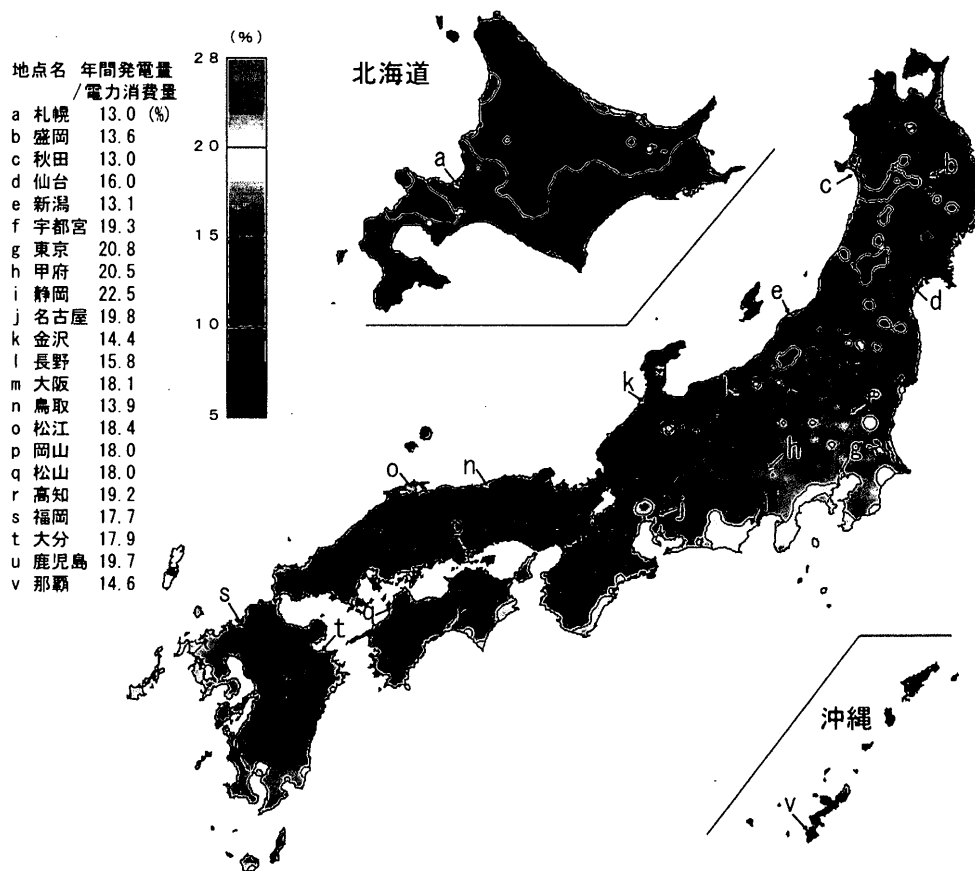 地点名 年間発電量
/電力消費量
a 札幌 13.0 (%)
b 盛岡 13.6
c 秋田 13.0
d 仙台 16.0
e 新潟 13.1
f 宇都宮 19.3
g 東京 20.8
h 甲府 20.5
i 静岡 22.5
j 名古屋 19.8
k 金沢 14.4
l 長野 15.8
m 大阪 18.1
n 鳥取 13.9
o 松江 18.4
p 岡山 18.0
q 松山 18.0
r 高知 19.2
s 福岡 17.7
t 大分 17.9
u 鹿児島 19.7
v 那覇 14.6
(%)
28
20
15
10
5
北海道
a
b
c
d
e
k
h
g
o
n
j
q
s
t
沖縄
v